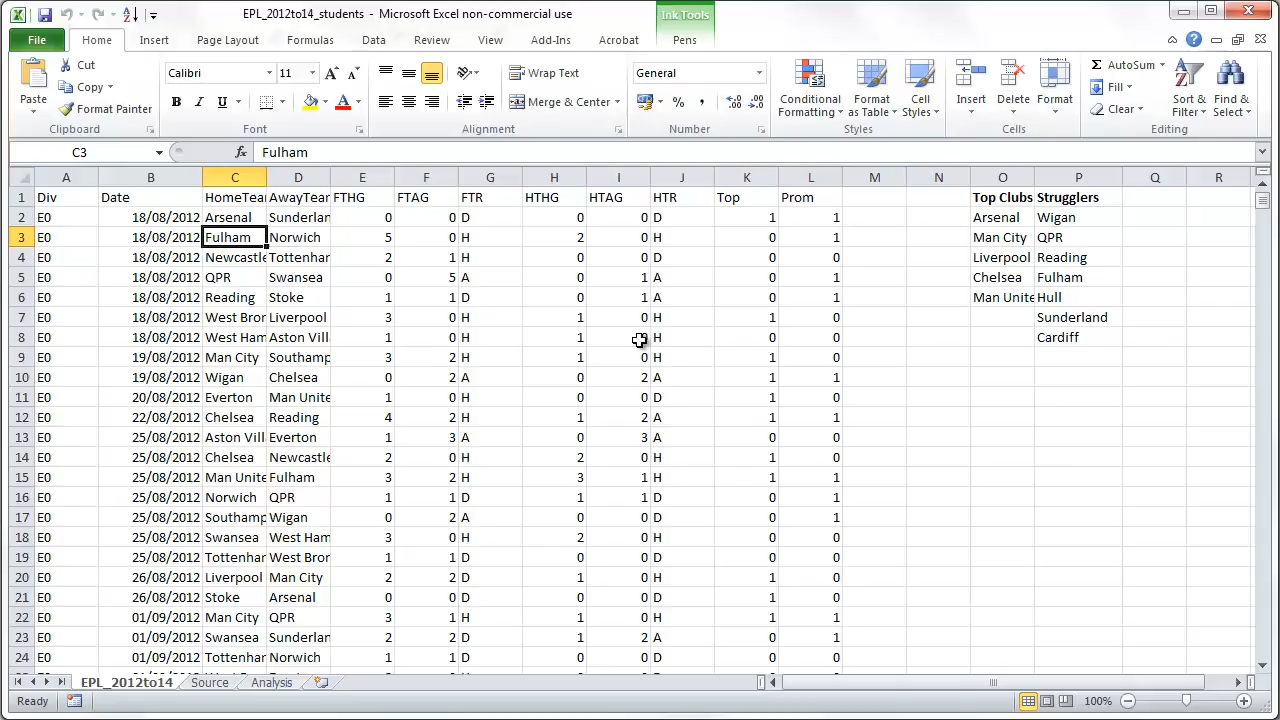 EPL_2012to14_students - Microsoft Excel non-commercial use
Ink Tools
File Home Insert Page Layout Formulas Data Review View Add-Ins Acrobat Pens
Paste Cut Copy Format Painter Clipboard
Calibri 11 B I U Font
Wrap Text Merge & Center Alignment
General % , Number
Conditional Formatting Format as Table Cell Styles Styles
Insert Delete Format Cells
Σ AutoSum Fill Clear Sort & Filter Find & Select Editing
C3 fx Fulham
A B C D E F G H I J K L M N O P Q R
1 Div Date HomeTear AwayTean FTHG FTAG FTR HTHG HTAG HTR Top Prom Top Clubs Strugglers
2 E0 18/08/2012 Arsenal Sunderlan 0 0 D 0 0 D 1 1 Arsenal Wigan
3 E0 18/08/2012 Fulham Norwich 5 0 H 2 0 H 0 1 Man City QPR
4 E0 18/08/2012 Newcastle Tottenhar 2 1 H 0 0 D 0 0 Liverpool Reading
5 E0 18/08/2012 QPR Swansea 0 5 A 0 1 A 0 1 Chelsea Fulham
6 E0 18/08/2012 Reading Stoke 1 1 D 0 1 A 0 1 Man Unite Hull
7 E0 18/08/2012 West Bron Liverpool 3 0 H 1 0 H 1 0 Sunderland
8 E0 18/08/2012 West Ham Aston Vill 1 0 H 1 0 H 0 0 Cardiff
9 E0 19/08/2012 Man City Southamp 3 2 H 1 0 H 1 0
10 E0 19/08/2012 Wigan Chelsea 0 2 A 0 2 A 1 1
11 E0 20/08/2012 Everton Man Unite 1 0 H 0 0 D 1 0
12 E0 22/08/2012 Chelsea Reading 4 2 H 1 2 A 1 1
13 E0 25/08/2012 Aston Vill Everton 1 3 A 0 3 A 0 0
14 E0 25/08/2012 Chelsea Newcastle 2 0 H 2 0 H 1 0
15 E0 25/08/2012 Man Unite Fulham 3 2 H 3 1 H 1 1
16 E0 25/08/2012 Norwich QPR 1 1 D 1 1 D 0 1
17 E0 25/08/2012 Southamp Wigan 0 2 A 0 0 D 0 1
18 E0 25/08/2012 Swansea West Ham 3 0 H 2 0 H 0 0
19 E0 25/08/2012 Tottenhar West Bron 1 1 D 0 0 D 0 0
20 E0 26/08/2012 Liverpool Man City 2 2 D 1 0 H 1 0
21 E0 26/08/2012 Stoke Arsenal 0 0 D 0 0 D 1 0
22 E0 01/09/2012 Man City QPR 3 1 H 1 0 H 1 1
23 E0 01/09/2012 Swansea Sunderlan 2 2 D 1 2 A 0 1
24 E0 01/09/2012 Tottenhar Norwich 1 1 D 0 0 D 0 0
EPL_2012to14 Source Analysis
Ready 100%